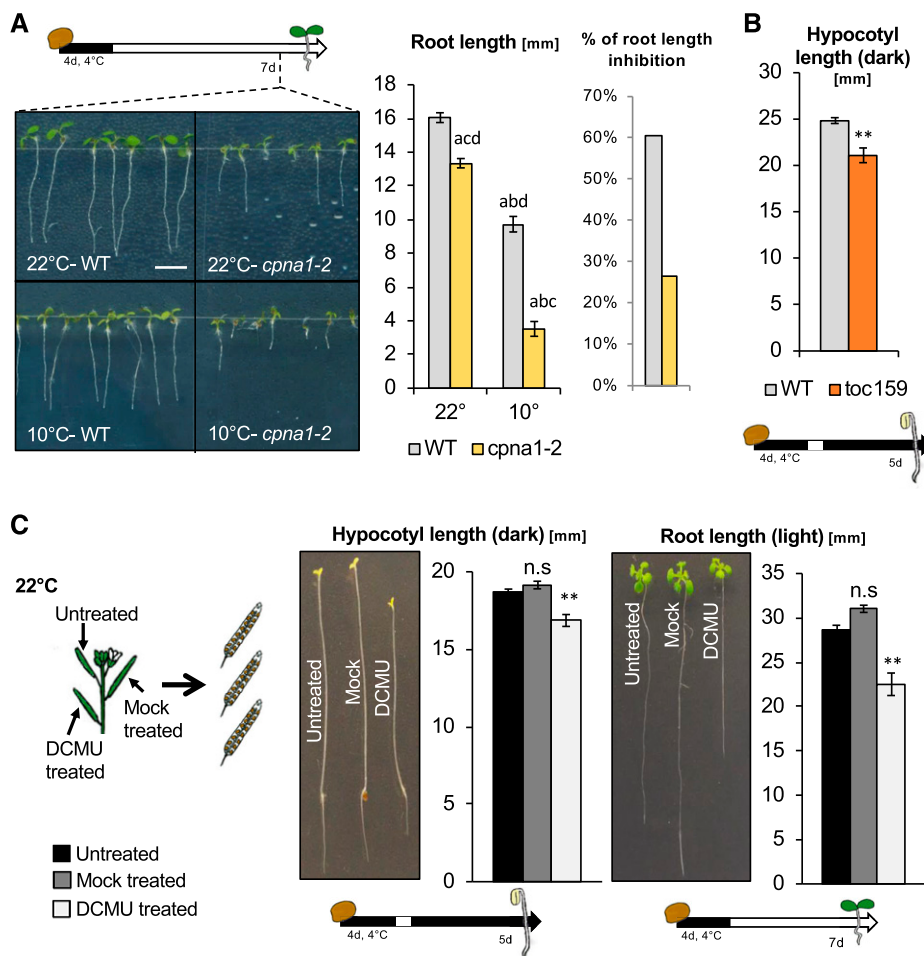 A
4d, 4°C
7d
22°C- WT
22°C- cpna1-2
10°C- WT
10°C- cpna1-2
Root length [mm]
18
16
14
12
10
8
6
4
2
0
acd
abd
abc
22°
10°
WT
cpna1-2
% of root length
inhibition
70%
60%
50%
40%
30%
20%
10%
0%
B
Hypocotyl
length (dark)
[mm]
30
25
20
15
10
5
0
**
WT
toc159
4d, 4°C
5d
C
22°C
Untreated
Mock
treated
DCMU
treated
Untreated
Mock treated
DCMU treated
Hypocotyl length (dark) [mm]
Untreated
Mock
DCMU
20
15
10
5
0
n.s
**
4d, 4°C
5d
Root length (light) [mm]
Untreated
Mock
DCMU
35
30
25
20
15
10
5
0
n.s
**
4d, 4°C
7d